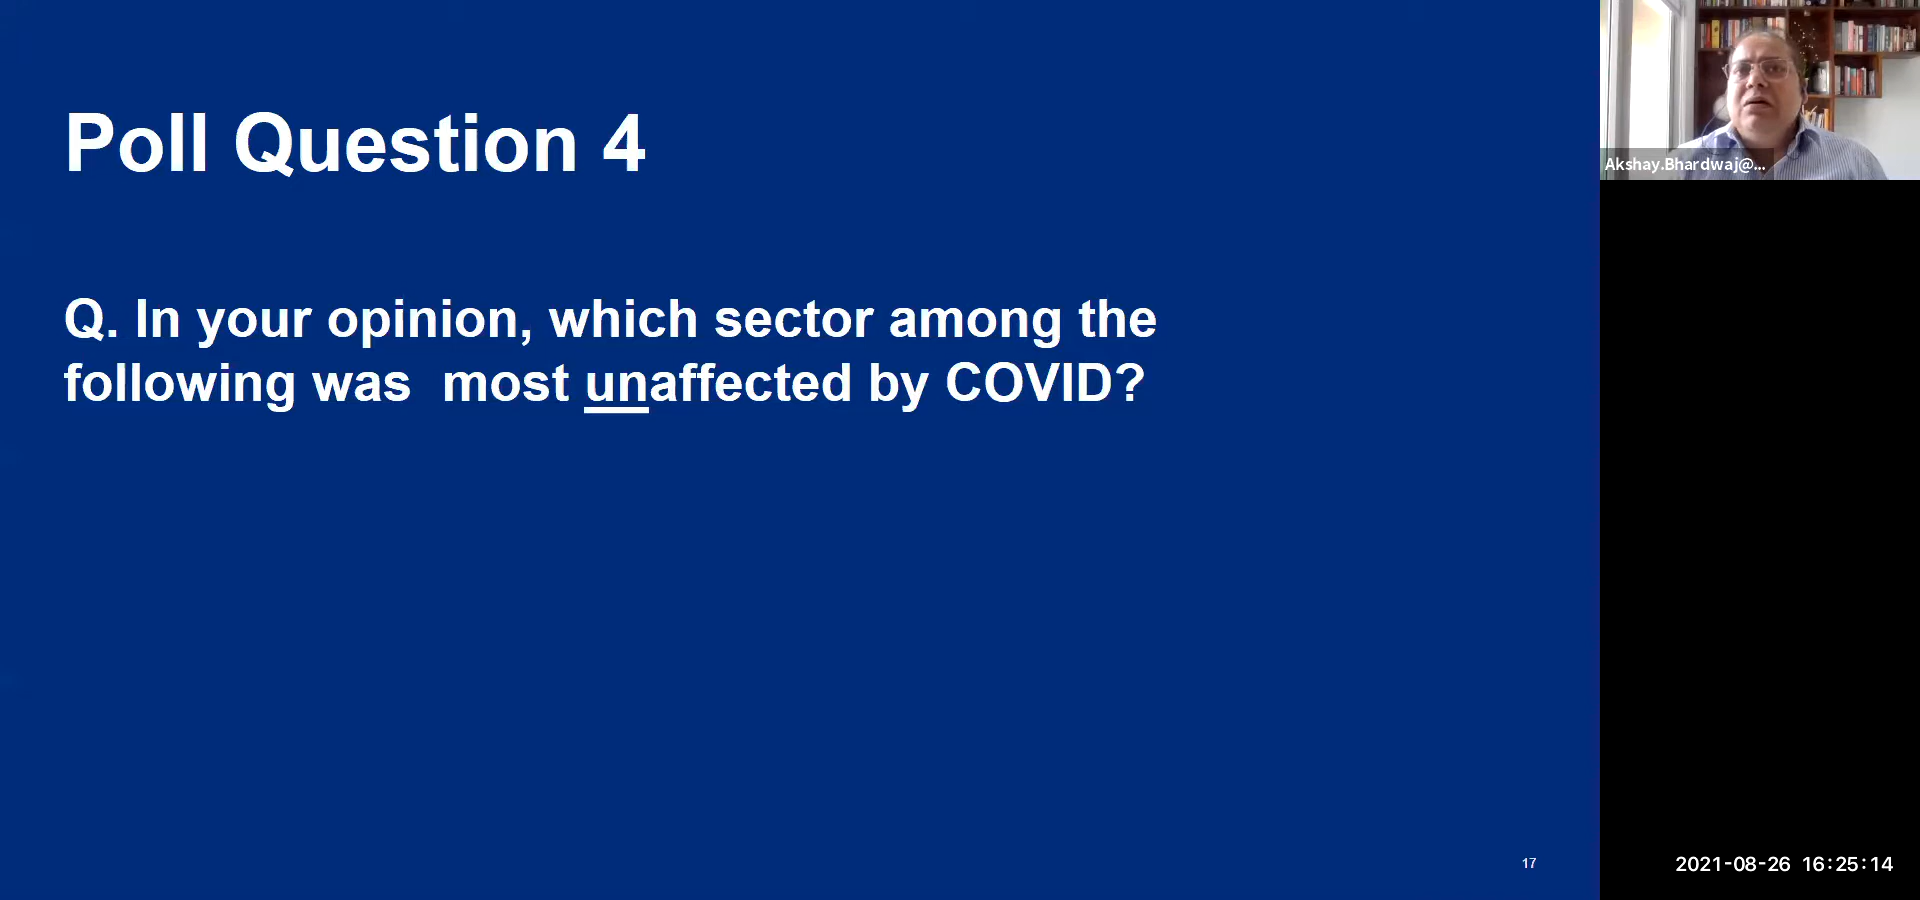 Poll Question 4
Q. In your opinion, which sector among the
following was  most unaffected by COVID?
Akshay.Bhardwaj@...
17
2021-08-26 16:25:14